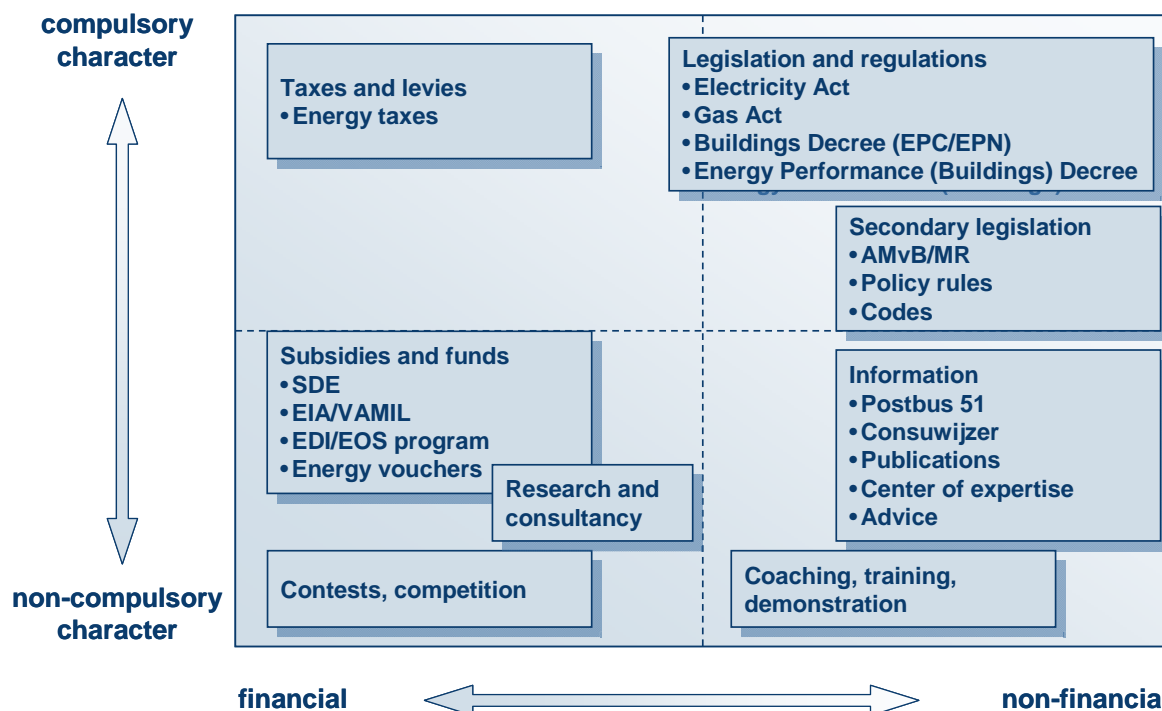 compulsory
character
Taxes and levies
•Energy taxes
Legislation and regulations
•Electricity Act
•Gas Act
•Buildings Decree (EPC/EPN)
•Energy Performance (Buildings) Decree
Secondary legislation
•AMvB/MR
•Policy rules
•Codes
Subsidies and funds
•SDE
•EIA/VAMIL
•EDI/EOS program
•Energy vouchers
Research and
consultancy
Information
•Postbus 51
•Consuwijzer
•Publications
•Center of expertise
•Advice
Contests, competition
Coaching, training,
demonstration
non-compulsory
character
financial
non-financial